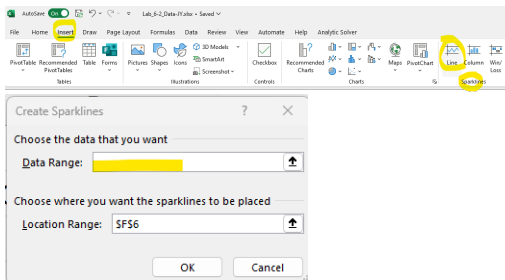 AutoSave On Lab_6-2_Data-JY.xlsx • Saved
File Home Insert Draw Page Layout Formulas Data Review View Automate Help Analytic Solver
PivotTable Recommended PivotTables Table Forms Pictures Shapes Icons 3D Models SmartArt Screenshot Checkbox Recommended Charts Maps PivotChart Line Column Win/Loss
Tables Illustrations Controls Charts Sparklines
Create Sparklines ? ×
Choose the data that you want
Data Range:
Choose where you want the sparklines to be placed
Location Range: $F$6
OK Cancel